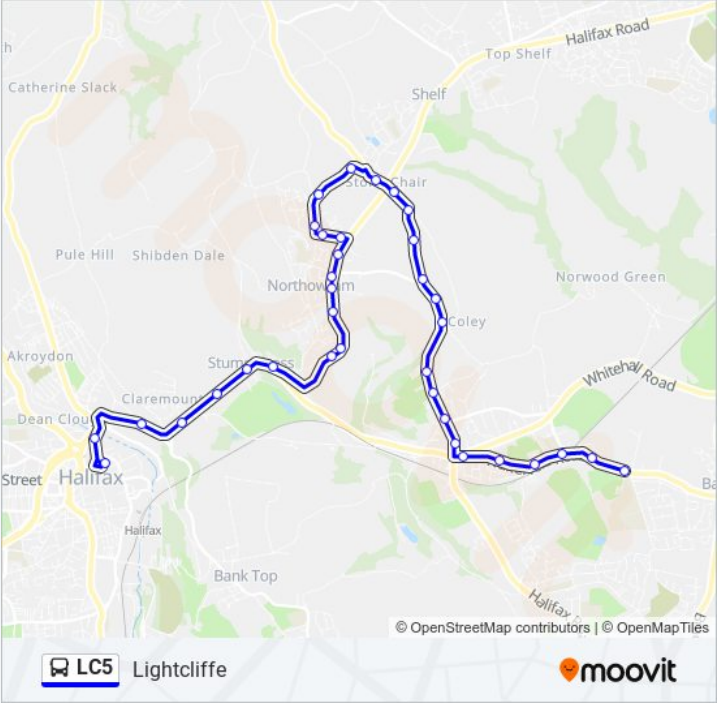 Halifax Road
Top Shelf
Catherine Slack
Shelf
Stone Chair
Pule Hill
Shibden Dale
Norwood Green
Northowram
Coley
Akroydon
Stump Cross
Whitehall Road
Claremount
Dean Clough
Street
Halifax
Halifax
Bank Top
Halifax
© OpenStreetMap contributors | © OpenMapTiles
LC5 Lightcliffe
moovit